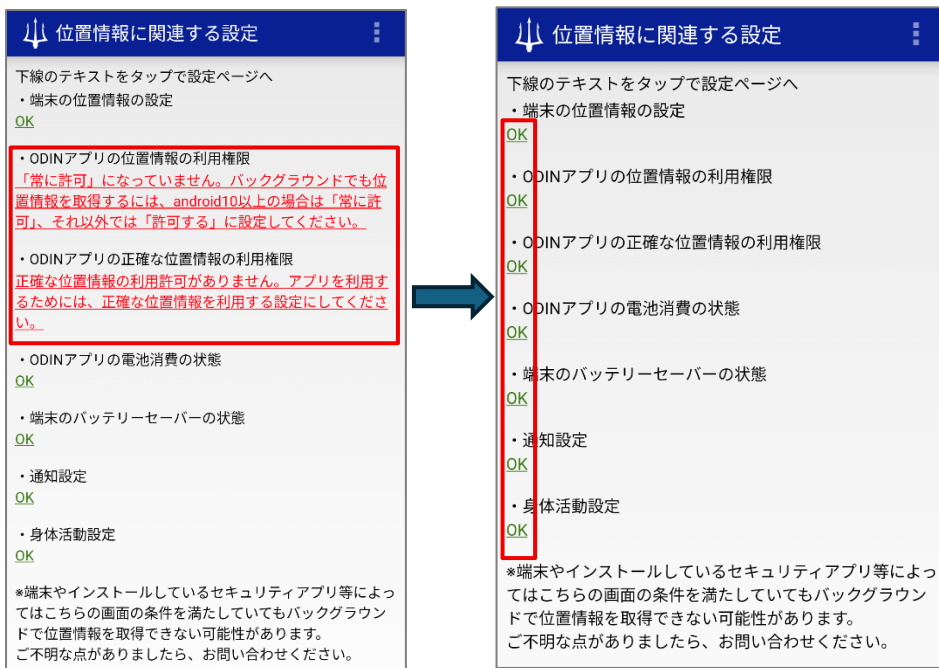 位置情報に関連する設定
下線のテキストをタップで設定ページへ
・端末の位置情報の設定
OK
・ODINアプリの位置情報の利用権限
「常に許可」になっていません。バックグラウンドでも位
置情報を取得するには、android10以上の場合は「常に許
可」、それ以外では「許可する」に設定してください。
・ODINアプリの正確な位置情報の利用権限
正確な位置情報の利用許可がありません。アプリを利用す
るためには、正確な位置情報を利用する設定にしてくださ
い。
・ODINアプリの電池消費の状態
OK
・端末のバッテリーセーバーの状態
OK
・通知設定
OK
・身体活動設定
OK
※端末やインストールしているセキュリティアプリ等によっ
てはこちらの画面の条件を満たしていてもバックグラウン
ドで位置情報を取得できない可能性があります。
ご不明な点がありましたら、お問い合わせください。
位置情報に関連する設定
下線のテキストをタップで設定ページへ
・端末の位置情報の設定
OK
・ODINアプリの位置情報の利用権限
OK
・ODINアプリの正確な位置情報の利用権限
OK
・ODINアプリの電池消費の状態
OK
・端末のバッテリーセーバーの状態
OK
・通知設定
OK
・身体活動設定
OK
※端末やインストールしているセキュリティアプリ等によっ
てはこちらの画面の条件を満たしていてもバックグラウン
ドで位置情報を取得できない可能性があります。
ご不明な点がありましたら、お問い合わせください。